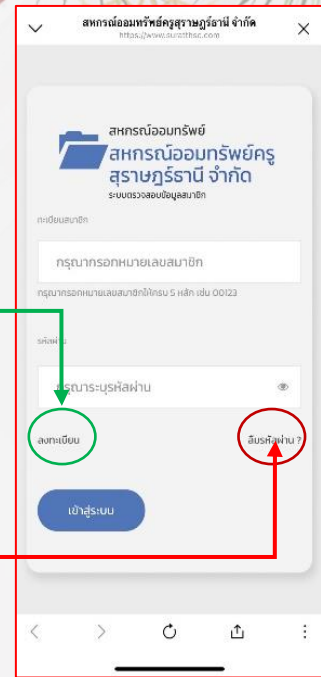 สหกรณ์ออมทรัพย์ครูสุราษฎร์ธานี จำกัด
https://www.suratthsc.com
สหกรณ์ออมทรัพย์
สหกรณ์ออมทรัพย์ครู
สุราษฎร์ธานี จำกัด
ระบบตรวจสอบข้อมูลสมาชิก
ทะเบียนสมาชิก
กรุณากรอกหมายเลขสมาชิก
กรุณากรอกหมายเลขสมาชิกให้ครบ 5 หลัก เช่น 00123
รหัสผ่าน
กรุณาระบุรหัสผ่าน
ลงทะเบียน
ลืมรหัสผ่าน ?
เข้าสู่ระบบ